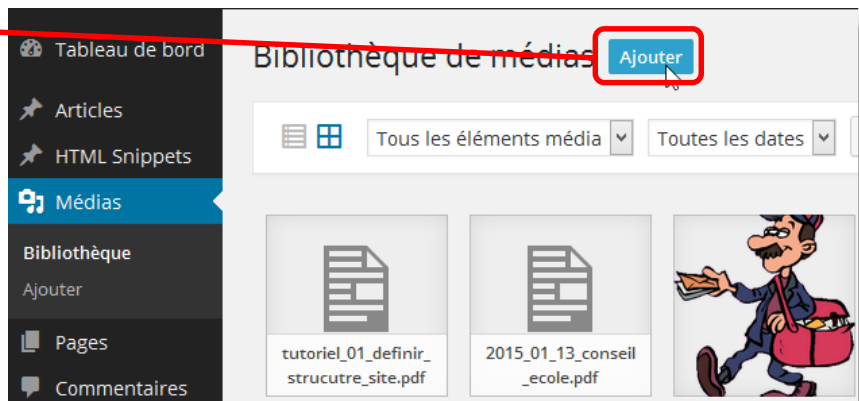 Tableau de bord
Articles
HTML Snippets
Médias
Bibliothèque
Ajouter
Pages
Commentaires
Bibliothèque de médias Ajouter
Tous les éléments média Toutes les dates
tutoriel_01_definir_
strucutre_site.pdf
2015_01_13_conseil
_ecole.pdf